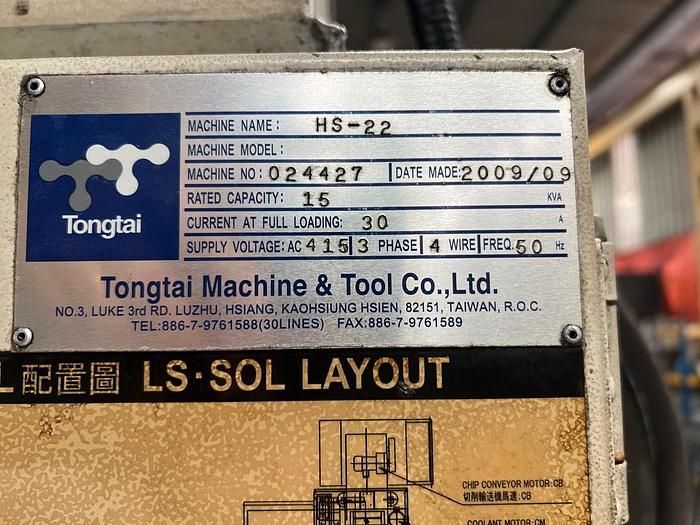 MACHINE NAME: HS-22
MACHINE MODEL:
MACHINE NO: 024427 DATE MADE: 2009/09
RATED CAPACITY: 15 KVA
CURRENT AT FULL LOADING: 30 A
SUPPLY VOLTAGE: AC 415 3 PHASE 4 WIRE FREQ. 50 Hz
Tongtai
Tongtai Machine & Tool Co.,Ltd.
NO.3, LUKE 3rd RD. LUZHU, HSIANG, KAOHSIUNG HSIEN, 82151, TAIWAN, R.O.C.
TEL:886-7-9761588(30LINES) FAX:886-7-9761589
L 配置圖 LS·SOL LAYOUT
CHIP CONVEYOR MOTOR:CB
切削輸送機馬達:CB
COOLANT MOTOR:CM